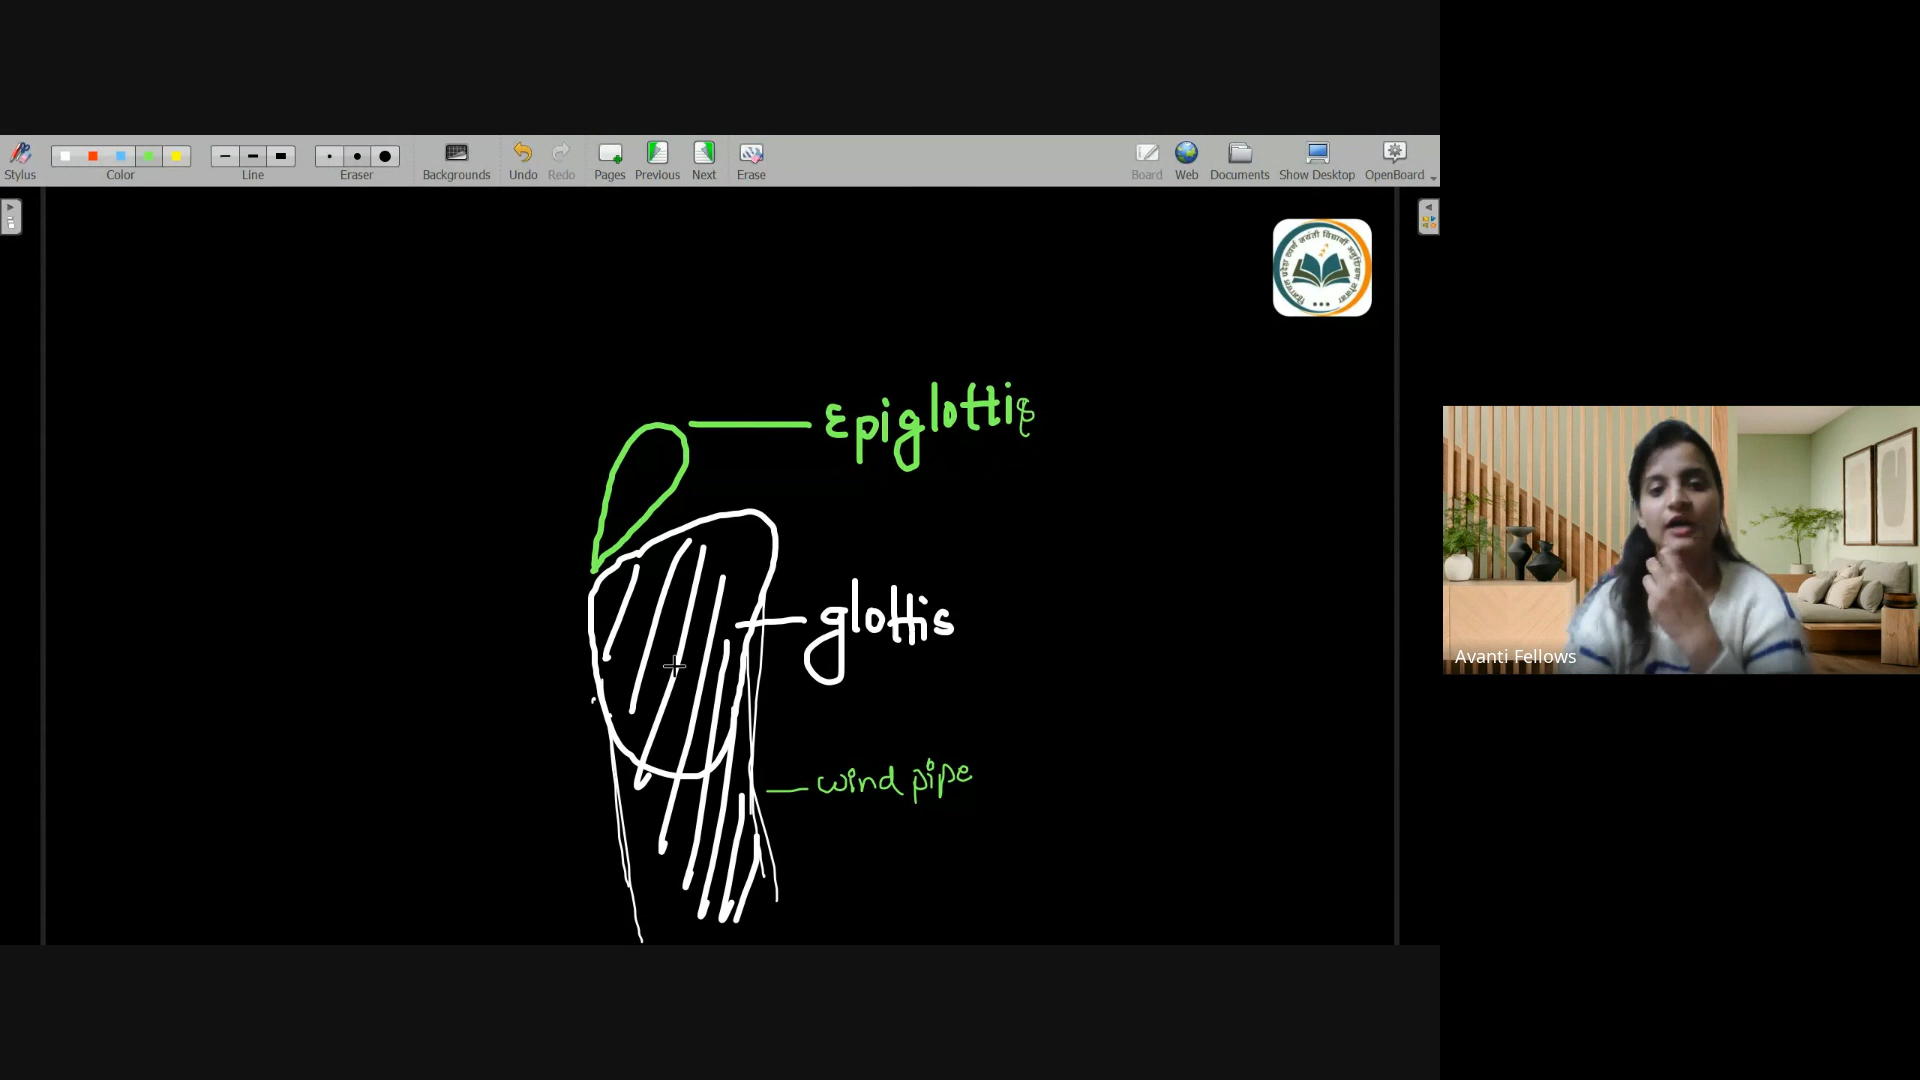 Stylus
Color
Line
Eraser
Backgrounds
Undo
Redo
Pages
Previous
Next
Erase
Board
Web
Documents
Show Desktop
OpenBoard
Epiglottis
glottis
wind pipe
Avanti Fellows